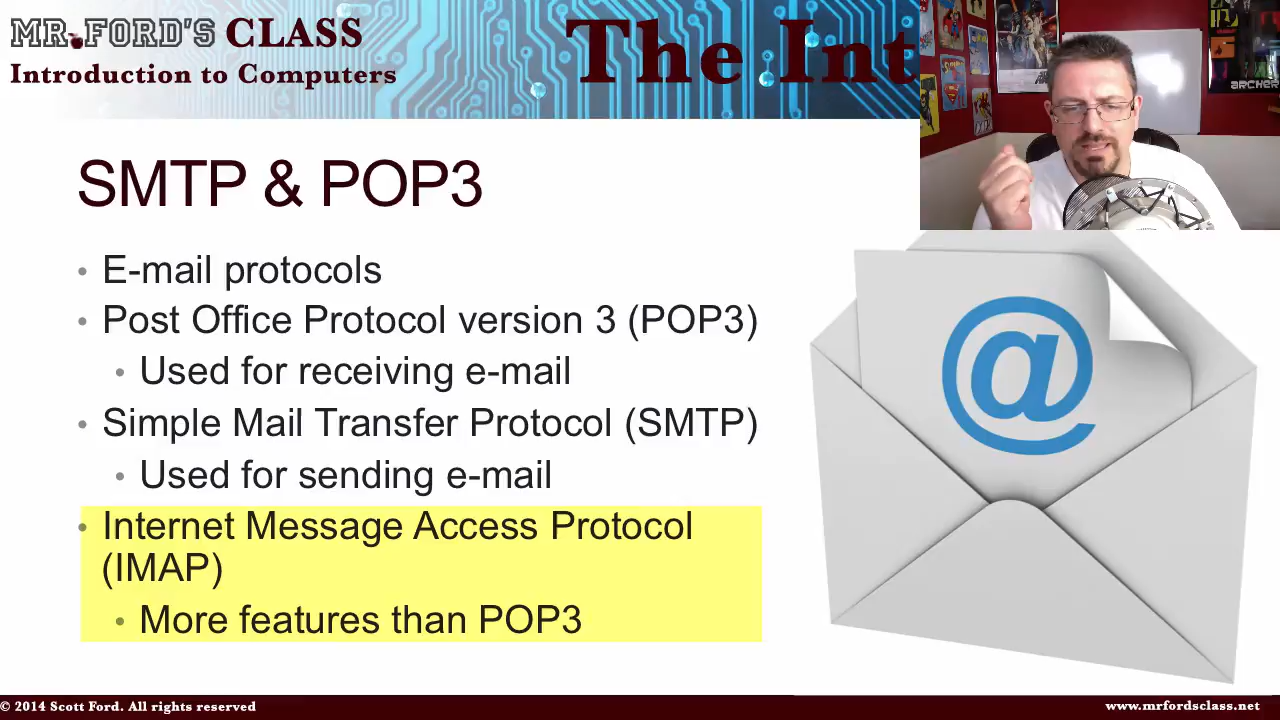 MR. FORD'S CLASS
Introduction to Computers
The Int
ARCHER
SMTP & POP3
• E-mail protocols
• Post Office Protocol version 3 (POP3)
• Used for receiving e-mail
• Simple Mail Transfer Protocol (SMTP)
• Used for sending e-mail
• Internet Message Access Protocol
(IMAP)
• More features than POP3
@
© 2014 Scott Ford. All rights reserved
www.mrfordsclass.net